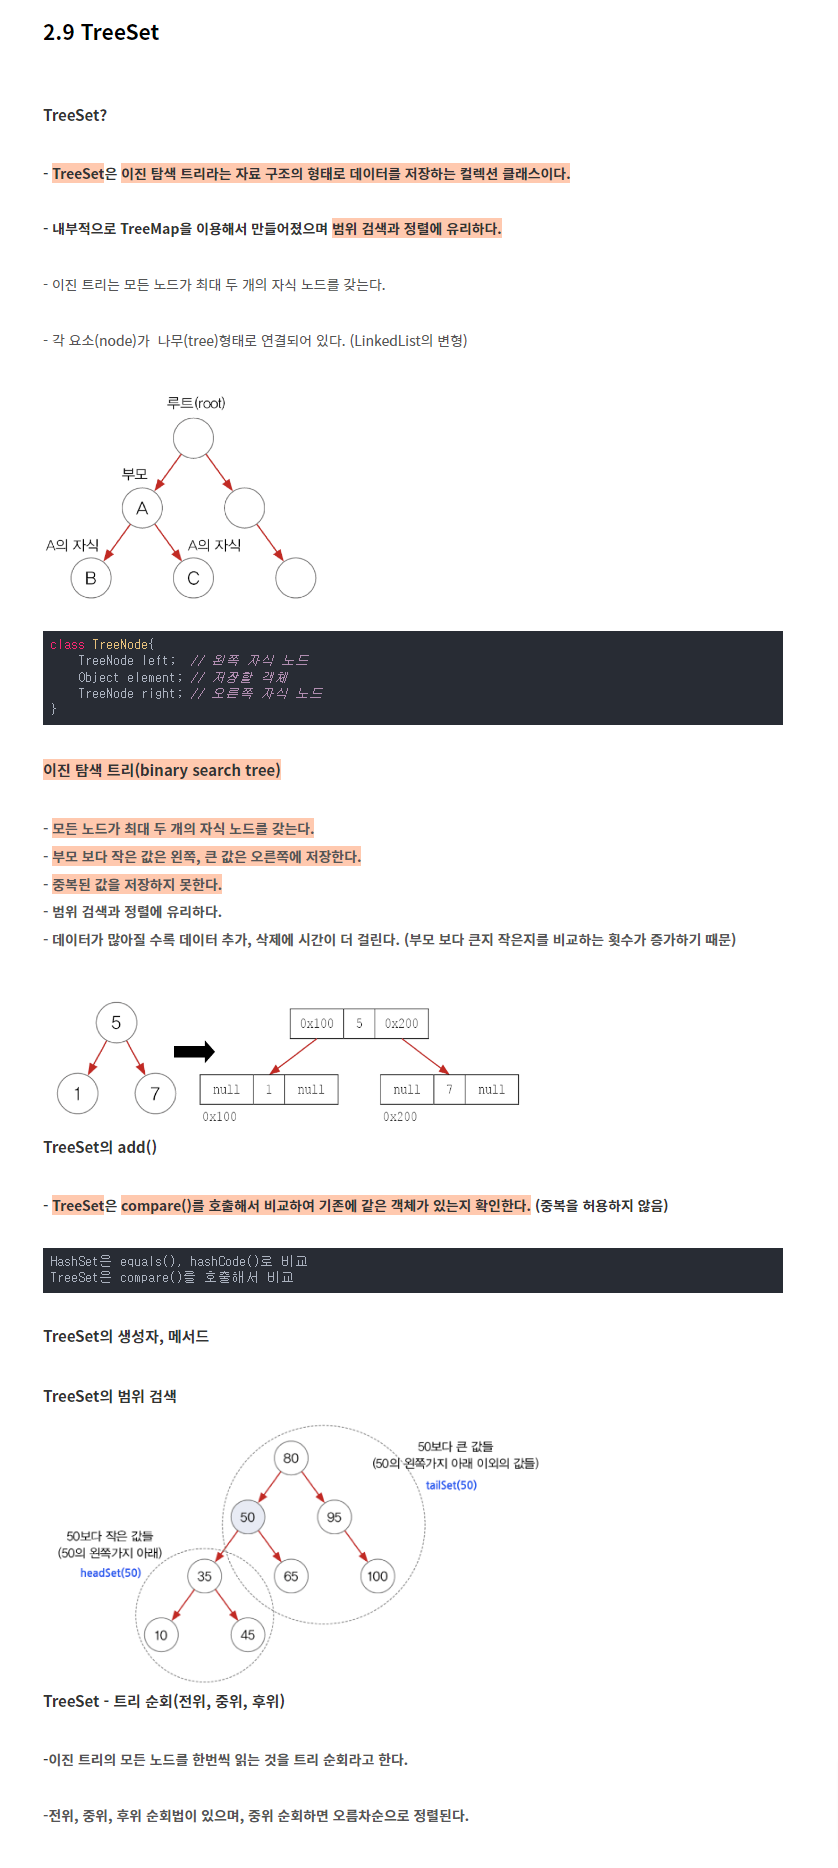 2.9 TreeSet
TreeSet?
- TreeSet은 이진 탐색 트리라는 자료 구조의 형태로 데이터를 저장하는 컬렉션 클래스이다.
- 내부적으로 TreeMap을 이용해서 만들어졌으며 범위 검색과 정렬에 유리하다.
- 이진 트리는 모든 노드가 최대 두 개의 자식 노드를 갖는다.
- 각 요소(node)가  나무(tree)형태로 연결되어 있다. (LinkedList의 변형)
루트(root)
부모
A
A의 자식
A의 자식
B
C
class TreeNode{
    TreeNode left;  // 왼쪽 자식 노드
    Object element; // 저장할 객체
    TreeNode right; // 오른쪽 자식 노드
}
이진 탐색 트리(binary search tree)
- 모든 노드가 최대 두 개의 자식 노드를 갖는다.
- 부모 보다 작은 값은 왼쪽, 큰 값은 오른쪽에 저장한다.
- 중복된 값을 저장하지 못한다.
- 범위 검색과 정렬에 유리하다.
- 데이터가 많아질 수록 데이터 추가, 삭제에 시간이 더 걸린다. (부모 보다 큰지 작은지를 비교하는 횟수가 증가하기 때문)
5
1
7
0x100 5 0x200
null 1 null
null 7 null
0x100
0x200
TreeSet의 add()
- TreeSet은 compare()를 호출해서 비교하여 기존에 같은 객체가 있는지 확인한다. (중복을 허용하지 않음)
HashSet은 equals(), hashCode()로 비교
TreeSet은 compare()를 호출해서 비교
TreeSet의 생성자, 메서드
TreeSet의 범위 검색
50보다 큰 값들
(50의 왼쪽가지 아래 이외의 값들)
tailSet(50)
80
50
95
50보다 작은 값들
(50의 왼쪽가지 아래)
headSet(50)
35
65
100
10
45
TreeSet - 트리 순회(전위, 중위, 후위)
-이진 트리의 모든 노드를 한번씩 읽는 것을 트리 순회라고 한다.
-전위, 중위, 후위 순회법이 있으며, 중위 순회하면 오름차순으로 정렬된다.